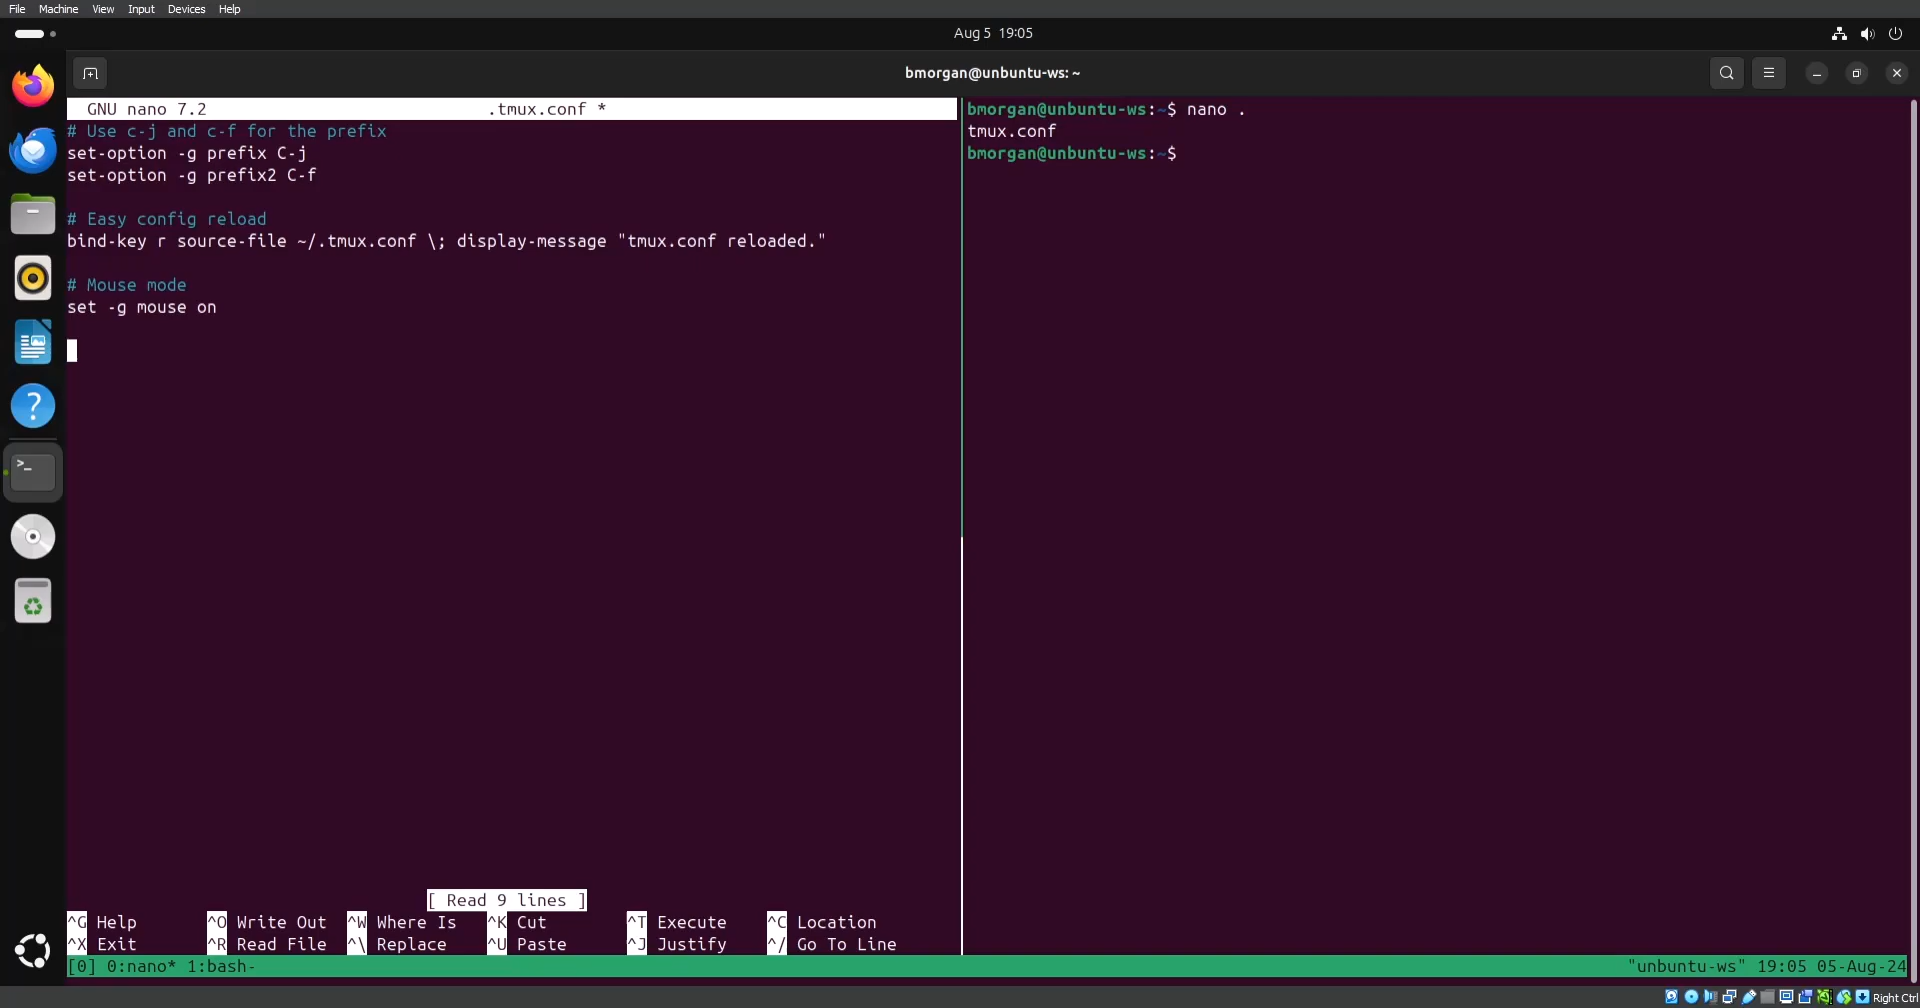 File Machine View Input Devices Help
Aug 5 19:05
bmorgan@unbuntu-ws: ~
GNU nano 7.2 .tmux.conf *
# Use c-j and c-f for the prefix
set-option -g prefix C-j
set-option -g prefix2 C-f
# Easy config reload
bind-key r source-file ~/.tmux.conf \; display-message "tmux.conf reloaded."
# Mouse mode
set -g mouse on
[ Read 9 lines ]
^G Help ^O Write Out ^W Where Is ^K Cut ^T Execute ^C Location
^X Exit ^R Read File ^\ Replace ^U Paste ^J Justify ^/ Go To Line
bmorgan@unbuntu-ws:~$ nano .
tmux.conf
bmorgan@unbuntu-ws:~$
[0] 0:nano* 1:bash- "unbuntu-ws" 19:05 05-Aug-24
Right Ctrl